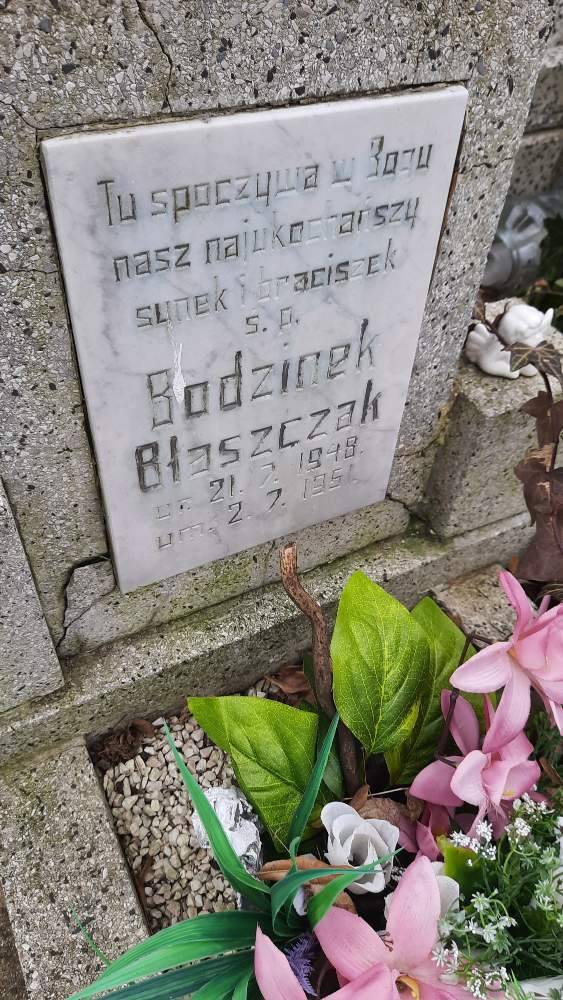 Tu spoczywa w Bogu
nasz najukochańszy
synek i braciszek
ś. p.
Bodzinek
Błaszczak
ur. 21. 7. 1948.
um. 2. 7. 1951.